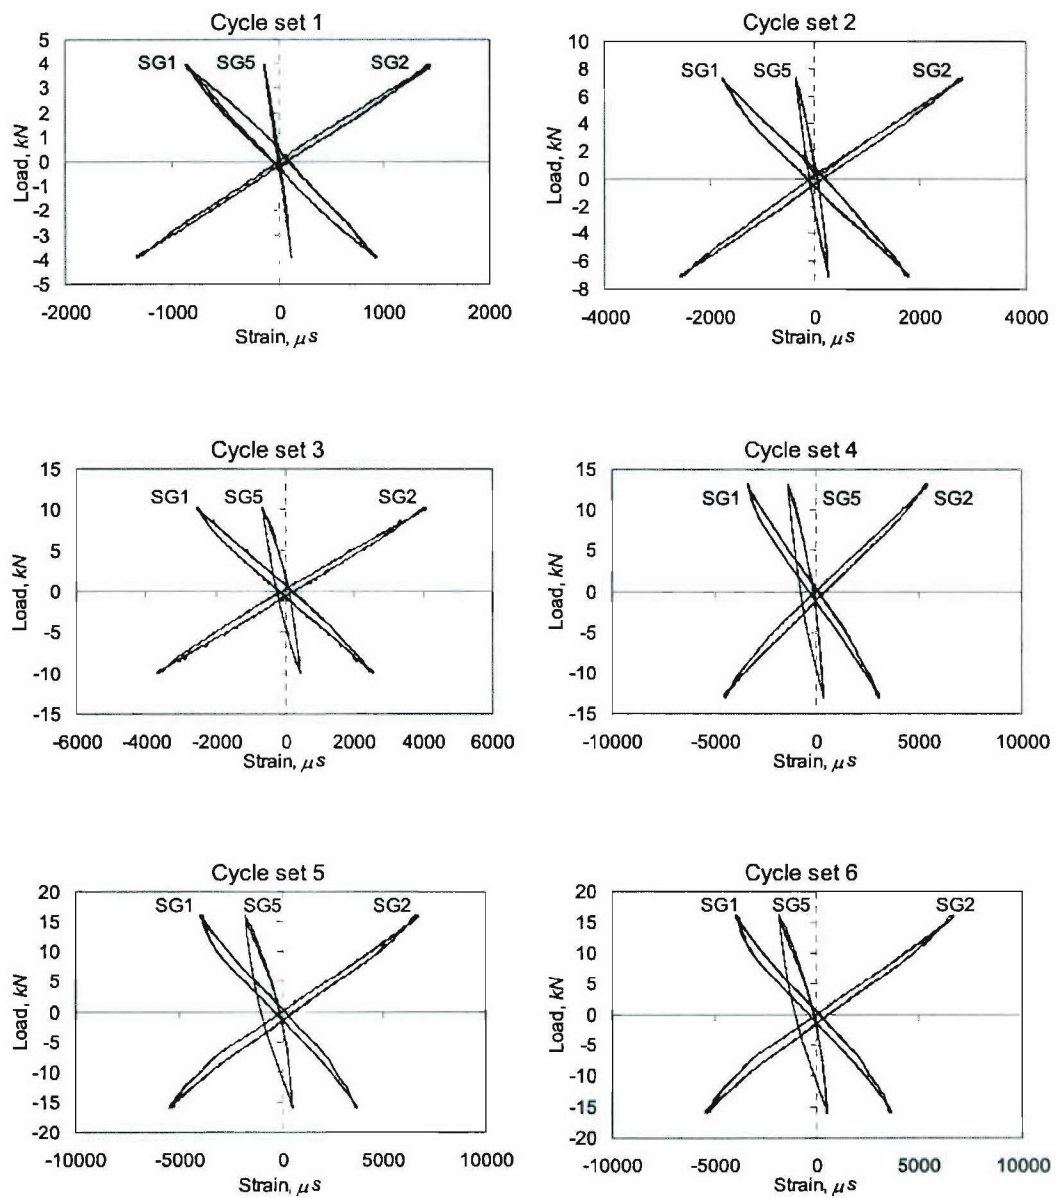 Cycle set 1
5
4
3
2
1
0
-1
-2
-3
-4
-5
Load, kN
SG1 SG5 SG2
-2000 -1000 0 1000 2000
Strain, μs
Cycle set 2
10
8
6
4
2
0
-2
-4
-6
-8
Load, kN
SG1 SG5 SG2
-4000 -2000 0 2000 4000
Strain, μs
Cycle set 3
15
10
5
0
-5
-10
-15
Load, kN
SG1 SG5 SG2
-6000 -4000 -2000 0 2000 4000 6000
Strain, μs
Cycle set 4
15
10
5
0
-5
-10
-15
Load, kN
SG1 SG5 SG2
-10000 -5000 0 5000 10000
Strain, μs
Cycle set 5
20
15
10
5
0
-5
-10
-15
-20
Load, kN
SG1 SG5 SG2
-10000 -5000 0 5000 10000
Strain, μs
Cycle set 6
20
15
10
5
0
-5
-10
-15
-20
Load, kN
SG1 SG5 SG2
-10000 -5000 0 5000 10000
Strain, μs